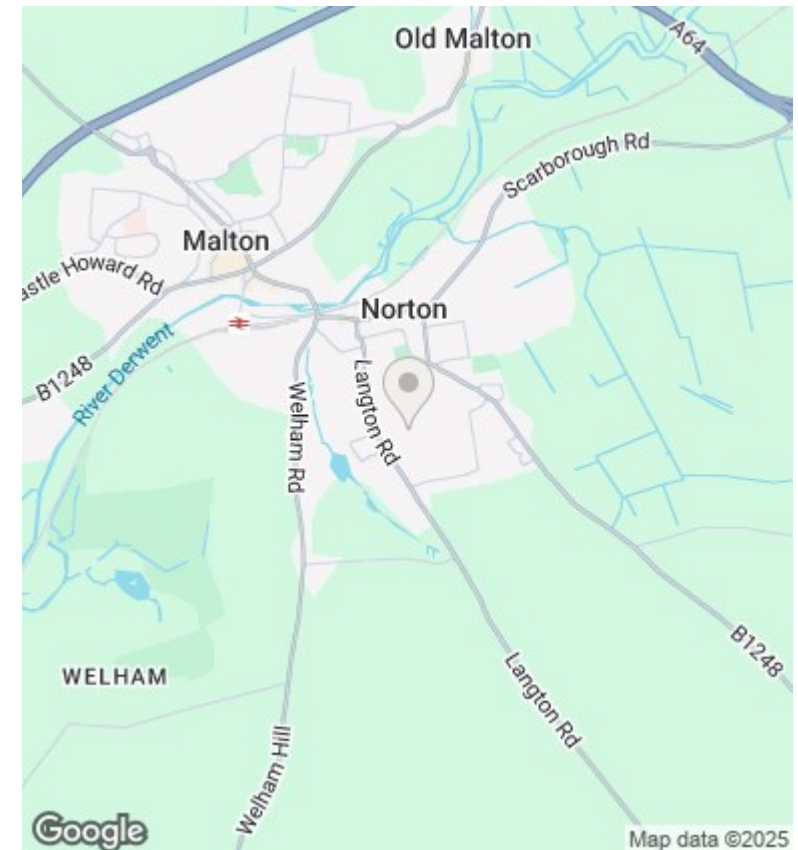 Old Malton
A64
Scarborough Rd
Malton
astle Howard Rd
Norton
River Derwent
B1248
Langton Rd
Welham Rd
B1248
WELHAM
Langton Rd
Welham Hill
Google
Map data ©2025